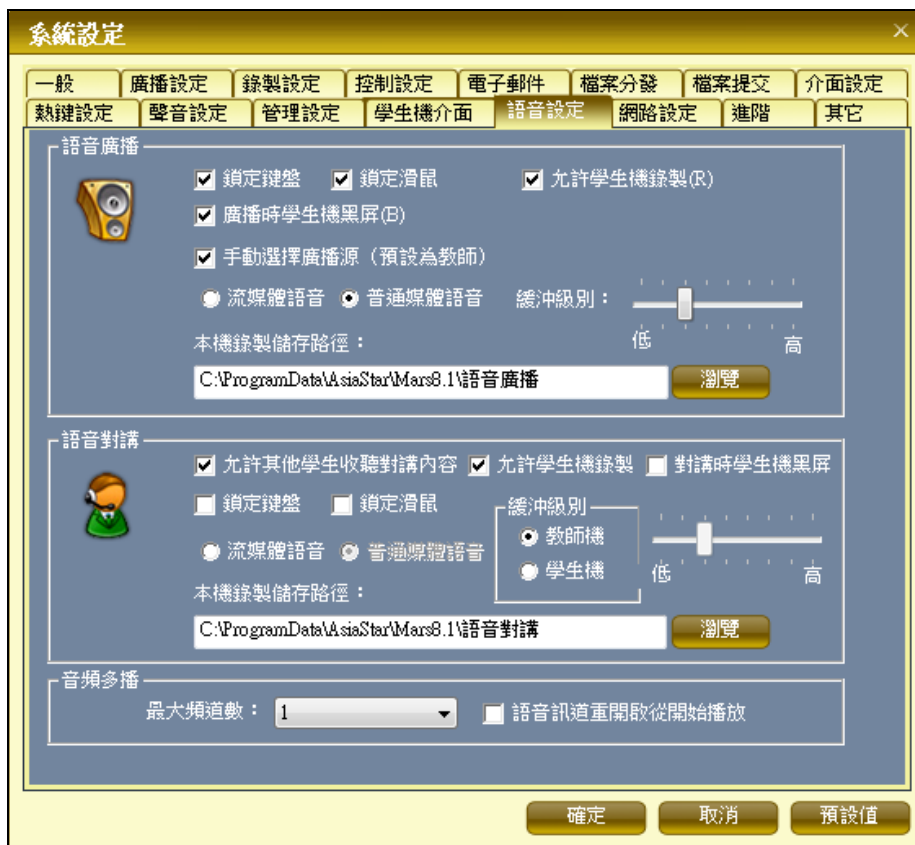 系統設定
一般 廣播設定 錄製設定 控制設定 電子郵件 檔案分發 檔案提交 介面設定
熱鍵設定 聲音設定 管理設定 學生機介面 語音設定 網路設定 進階 其它
語音廣播
鎖定鍵盤 鎖定滑鼠 允許學生機錄製(R)
廣播時學生機黑屏(B)
手動選擇廣播源（預設為教師）
流媒體語音 普通媒體語音 緩沖級別：
低 高
本機錄製儲存路徑：
C:\ProgramData\AsiaStar\Mars8.1\語音廣播 瀏覽
語音對講
允許其他學生收聽對講內容 允許學生機錄製 對講時學生機黑屏
鎖定鍵盤 鎖定滑鼠 緩沖級別
教師機
流媒體語音 普通媒體語音
學生機 低 高
本機錄製儲存路徑：
C:\ProgramData\AsiaStar\Mars8.1\語音對講 瀏覽
音頻多播
最大頻道數： 1 語音訊道重開啟從開始播放
確定 取消 預設值